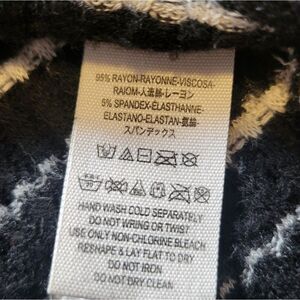 95% RAYON-RAYONNE-VISCOSA-
RAIOM-人造絲-レーヨン
5% SPANDEX-ÉLASTHANNE-
ELASTANO-ELASTAN-氨綸-
スパンデックス
HAND WASH COLD SEPARATELY
DO NOT WRING OR TWIST
USE ONLY NON-CHLORINE BLEACH
RESHAPE & LAY FLAT TO DRY
DO NOT IRON
DO NOT DRY CLEAN